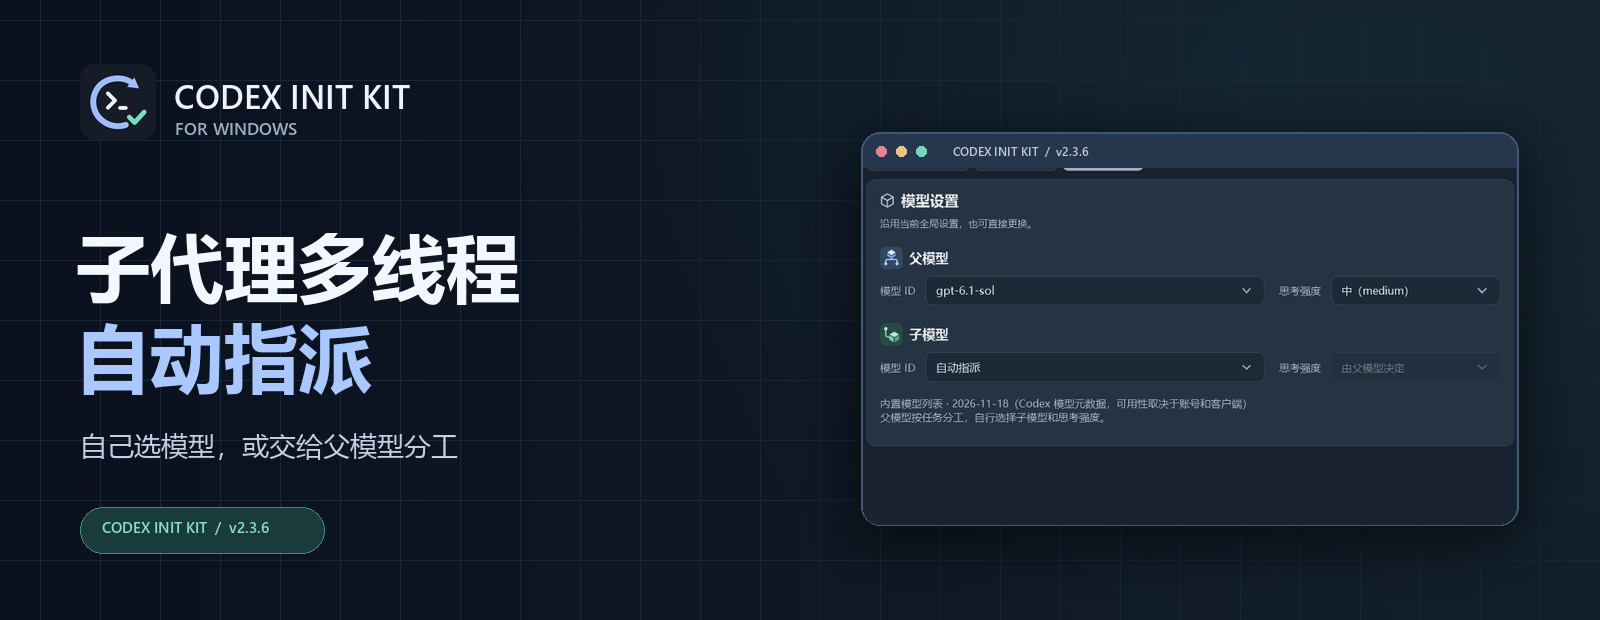 CODEX INIT KIT
FOR WINDOWS
子代理多线程
自动指派
自己选模型，或交给父模型分工
CODEX INIT KIT / v2.3.6
CODEX INIT KIT / v2.3.6
模型设置
沿用当前全局设置，也可直接更换。
父模型
模型 ID gpt-6.1-sol 思考强度 中（medium）
子模型
模型 ID 自动指派 思考强度 由父模型决定
内置模型列表 · 2026-11-18（Codex 模型元数据，可用性取决于账号和客户端）
父模型按任务分工，自行选择子模型和思考强度。